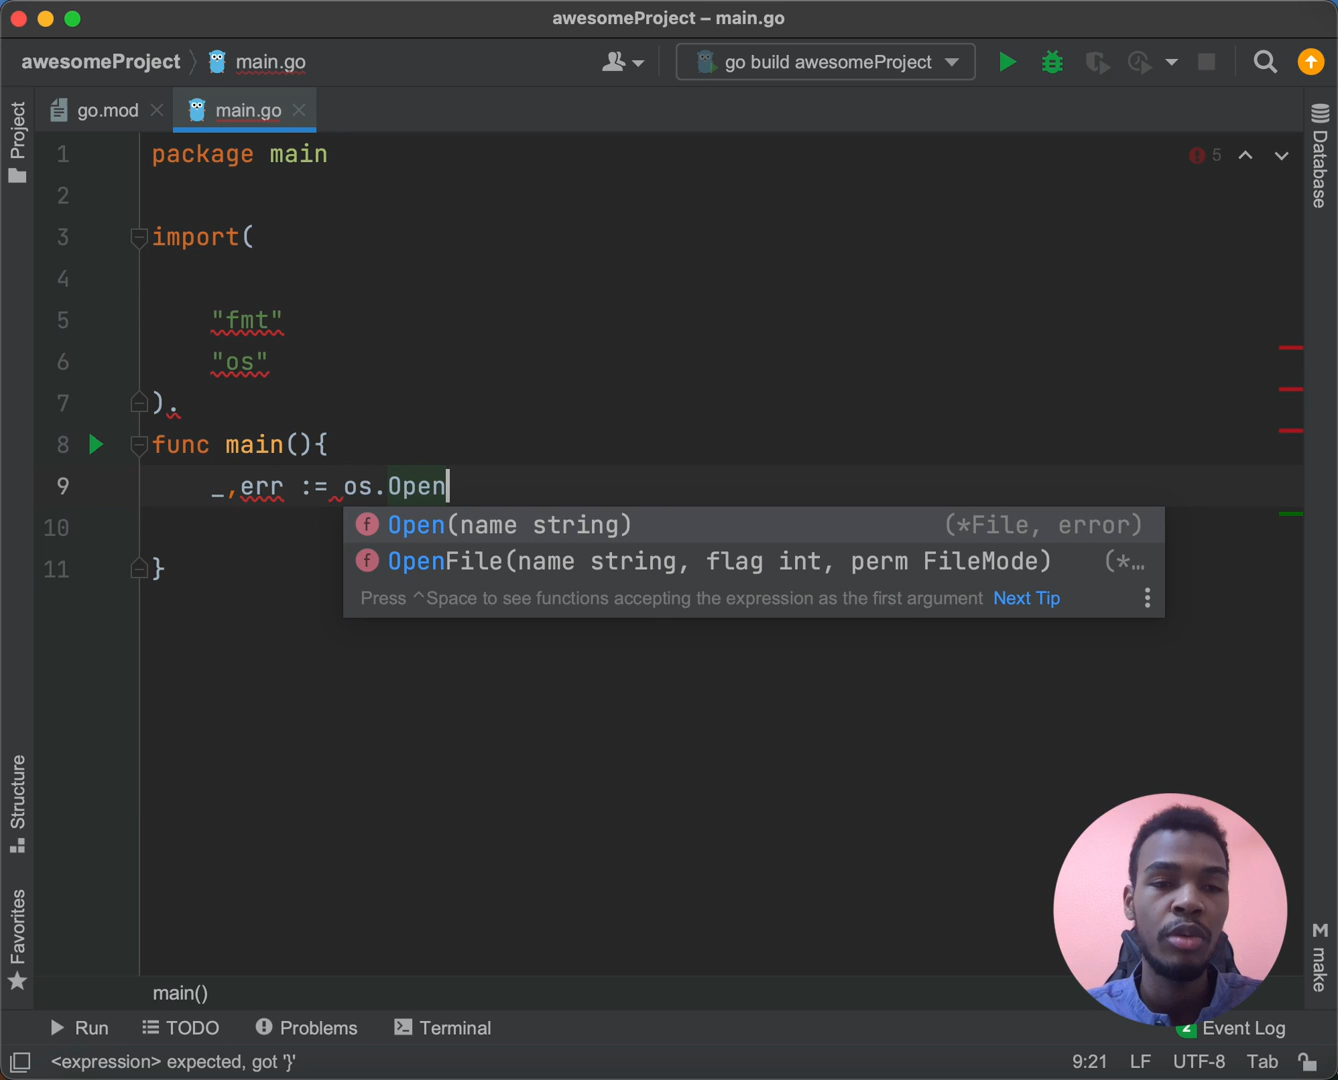 awesomeProject – main.go
awesomeProject main.go
go build awesomeProject
Project
go.mod main.go
Database
1 package main
5
2
3 import(
4
5 "fmt"
6 "os"
7 ).
8 func main(){
9 _,err := os.Open
Open(name string) (*File, error)
OpenFile(name string, flag int, perm FileMode) (*…
Press ^Space to see functions accepting the expression as the first argument Next Tip
10
11 }
Structure
Favorites
make
main()
Run TODO Problems Terminal 2 Event Log
<expression> expected, got '}'
9:21 LF UTF-8 Tab